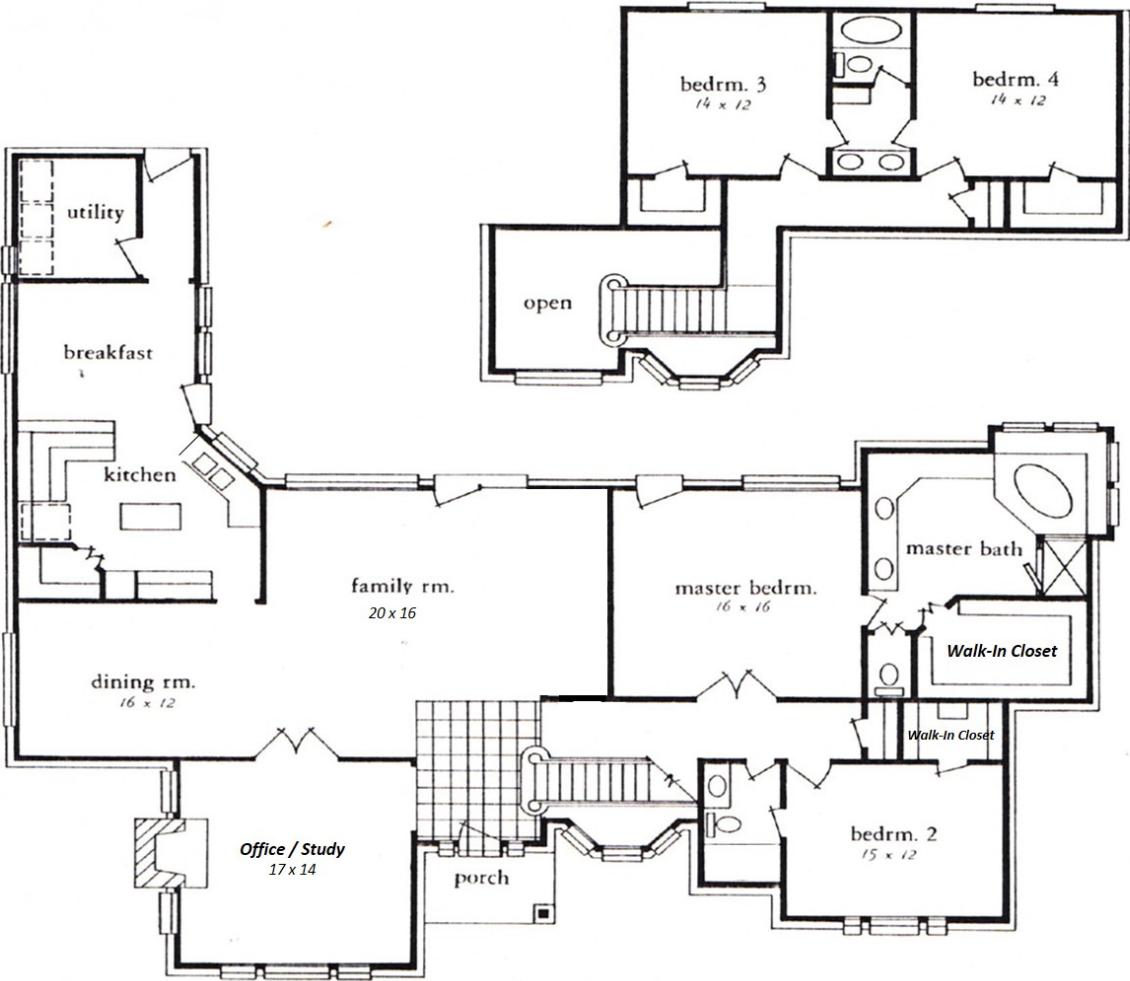 bedrm. 3
14 x 12
bedrm. 4
14 x 12
utility
open
breakfast
kitchen
master bath
family rm.
20 x 16
master bedrm.
16 x 16
Walk-In Closet
dining rm.
16 x 12
Walk-In Closet
Office / Study
17 x 14
bedrm. 2
15 x 12
porch